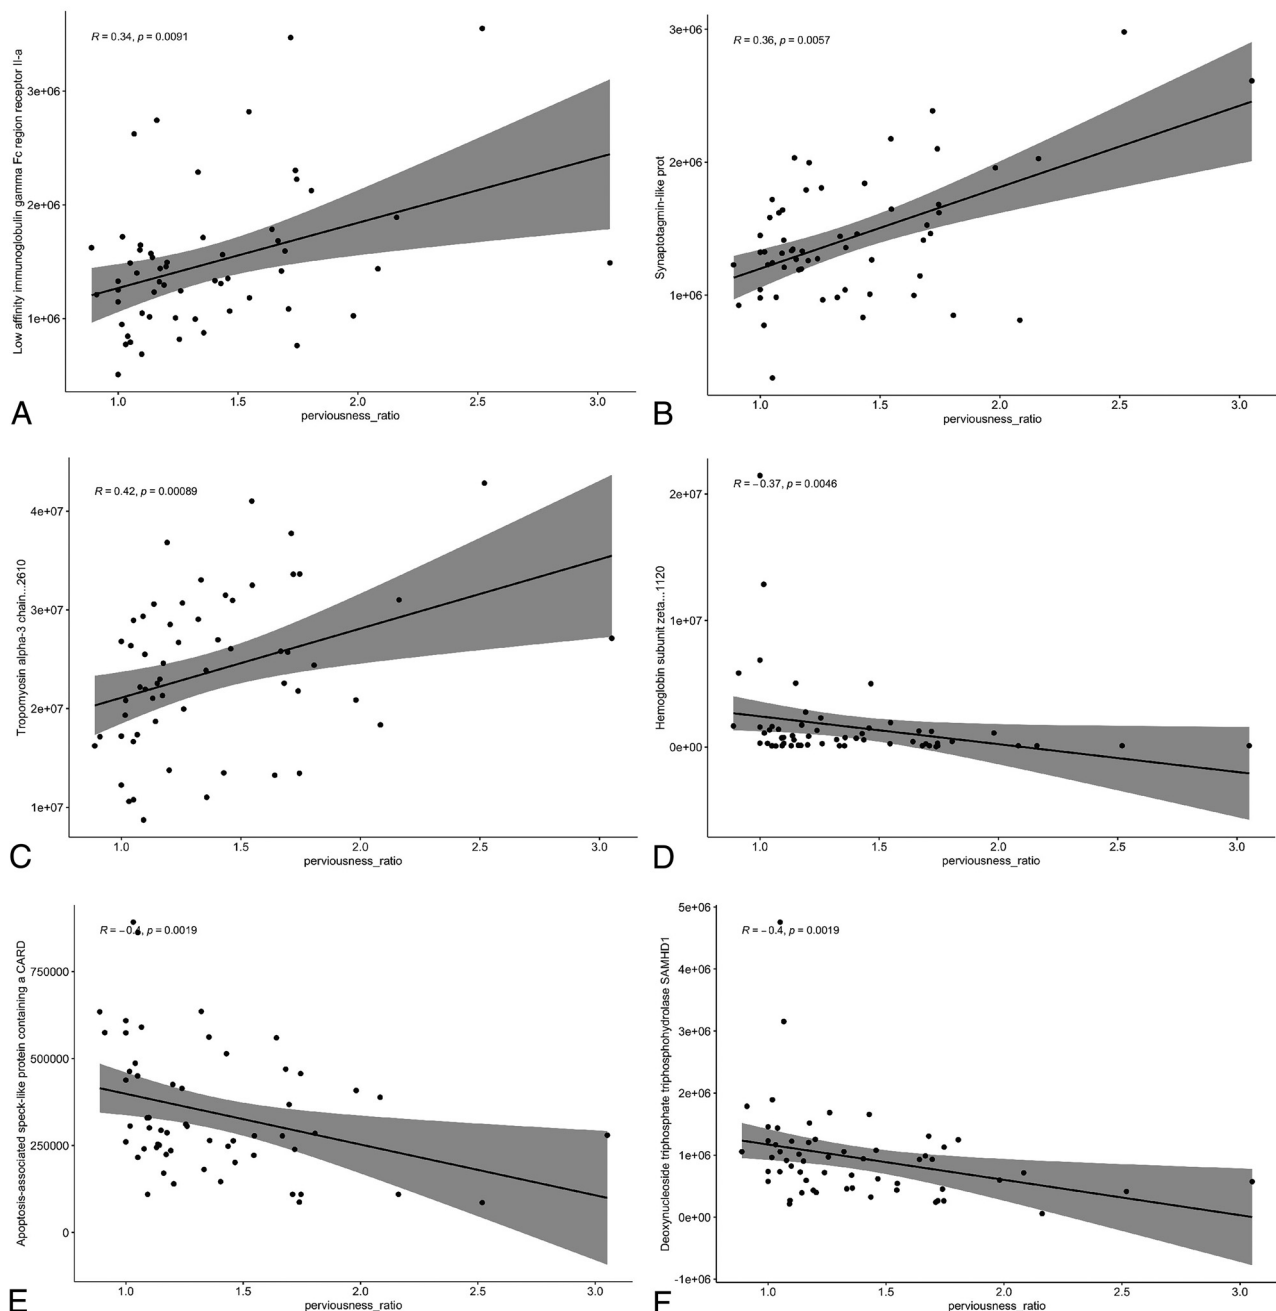 R = 0.34, p = 0.0091
Low affinity immunoglobulin gamma Fc region receptor II-a
3e+06
2e+06
1e+06
1.0 1.5 2.0 2.5 3.0
perviousness_ratio
A
R = 0.36, p = 0.0057
Synaptotagmin-like prot
3e+06
2e+06
1e+06
1.0 1.5 2.0 2.5 3.0
perviousness_ratio
B
R = 0.42, p = 0.00089
Tropomyosin alpha-3 chain...2610
4e+07
3e+07
2e+07
1e+07
1.0 1.5 2.0 2.5 3.0
perviousness_ratio
C
R = −0.37, p = 0.0046
Hemoglobin subunit zeta...1120
2e+07
1e+07
0e+00
1.0 1.5 2.0 2.5 3.0
perviousness_ratio
D
R = −0.4, p = 0.0019
Apoptosis-associated speck-like protein containing a CARD
750000
500000
250000
0
1.0 1.5 2.0 2.5 3.0
perviousness_ratio
E
R = −0.4, p = 0.0019
Deoxynucleoside triphosphate triphosphohydrolase SAMHD1
5e+06
4e+06
3e+06
2e+06
1e+06
0e+00
-1e+06
1.0 1.5 2.0 2.5 3.0
perviousness_ratio
F